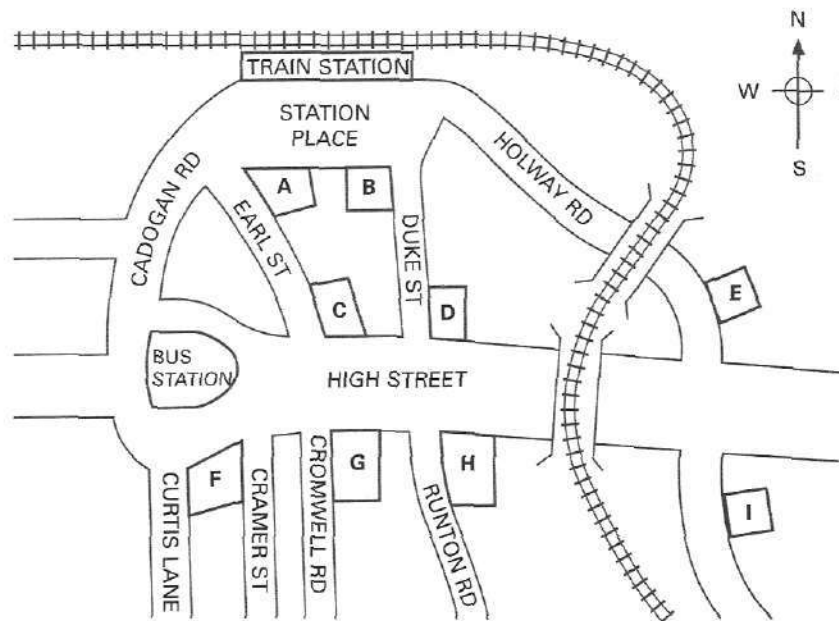 N
W
S
TRAIN STATION
STATION
PLACE
CADOGAN RD
HOLWAY RD
A
B
EARL ST
DUKE ST
C
D
E
BUS
STATION
HIGH STREET
F
G
H
I
CURTIS LANE
CRAMER ST
CROMWELL RD
RUNTON RD